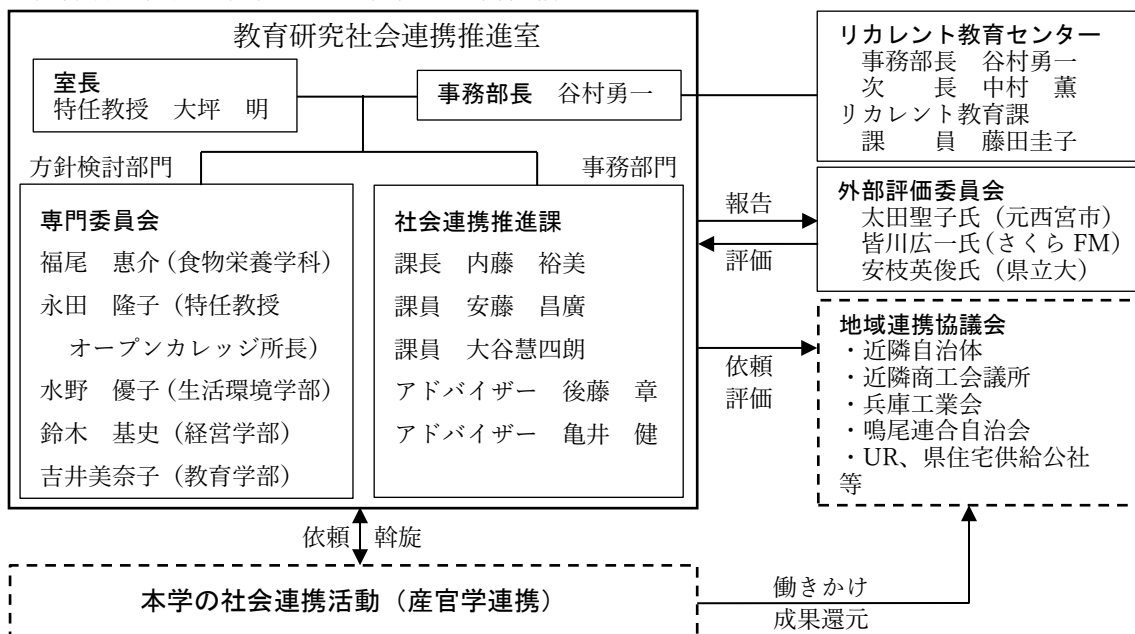 教育研究社会連携推進室
室長
特任教授　大坪　明
事務部長　谷村勇一
方針検討部門
事務部門
専門委員会
福尾　惠介(食物栄養学科)
永田　隆子(特任教授
オープンカレッジ所長)
水野　優子(生活環境学部)
鈴木　基史(経営学部)
吉井美奈子(教育学部)
社会連携推進課
課長　内藤　裕美
課員　安藤　昌廣
課員　大谷慧四朗
アドバイザー　後藤　章
アドバイザー　亀井　健
リカレント教育センター
事務部長　谷村勇一
次　　長　中村　薫
リカレント教育課
課　　員　藤田圭子
報告
評価
外部評価委員会
太田聖子氏（元西宮市）
皆川広一氏(さくら FM)
安枝英俊氏（県立大）
依頼
評価
地域連携協議会
・近隣自治体
・近隣商工会議所
・兵庫工業会
・鳴尾連合自治会
・UR、県住宅供給公社
等
依頼　斡旋
本学の社会連携活動（産官学連携）
働きかけ
成果還元